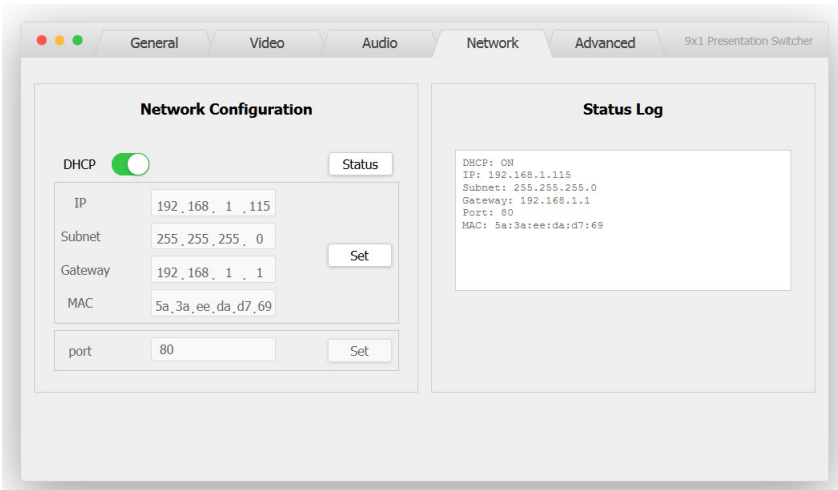 General Video Audio Network Advanced 9x1 Presentation Switcher
Network Configuration
DHCP Status
IP 192 . 168 . 1 . 115
Subnet 255 . 255 . 255 . 0
Set
Gateway 192 . 168 . 1 . 1
MAC 5a . 3a . ee . da . d7 . 69
port 80 Set
Status Log
DHCP: ON
IP: 192.168.1.115
Subnet: 255.255.255.0
Gateway: 192.168.1.1
Port: 80
MAC: 5a:3a:ee:da:d7:69